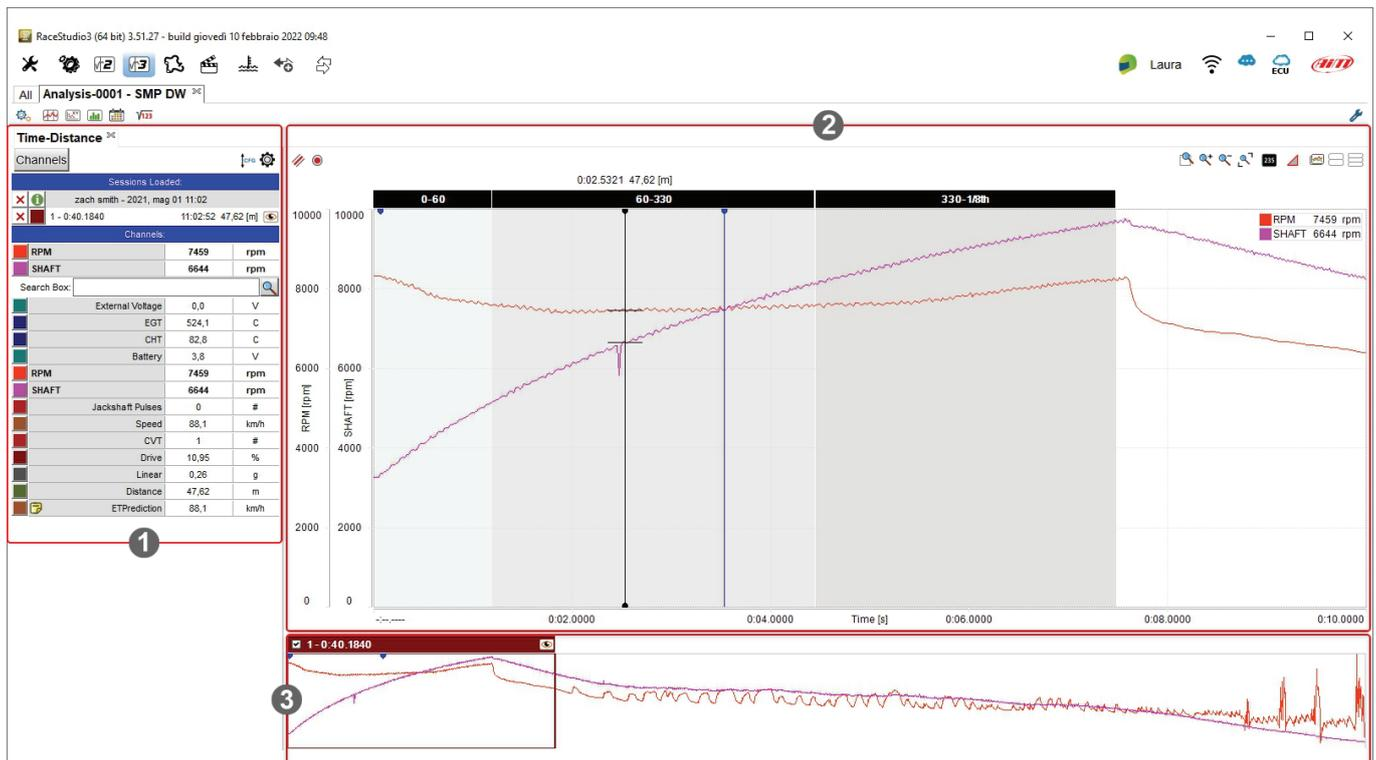 RaceStudio3 (64 bit) 3.51.27 - build giovedì 10 febbraio 2022 09:48
Laura
ECU
AiM
All Analysis-0001 - SMP DW
√123
Time-Distance
Channels
CFG
Sessions Loaded:
zach smith - 2021, mag 01 11:02
1 - 0:40.1840 11:02:52 47,62 [m]
Channels:
RPM 7459 rpm
SHAFT 6644 rpm
Search Box:
External Voltage 0,0 V
EGT 524,1 C
CHT 82,8 C
Battery 3,8 V
RPM 7459 rpm
SHAFT 6644 rpm
Jackshaft Pulses 0 #
Speed 88,1 km/h
CVT 1 #
Drive 10,95 %
Linear 0,26 g
Distance 47,62 m
ETPrediction 88,1 km/h
1
2
235
0:02.5321 47,62 [m]
0-60 60-330 330-1/8th
RPM 7459 rpm
SHAFT 6644 rpm
10000 10000
8000 8000
6000 6000
RPM [rpm]
SHAFT [rpm]
4000 4000
2000 2000
0 0
-:--.---- 0:02.0000 0:04.0000 Time [s] 0:06.0000 0:08.0000 0:10.0000
1 - 0:40.1840
3